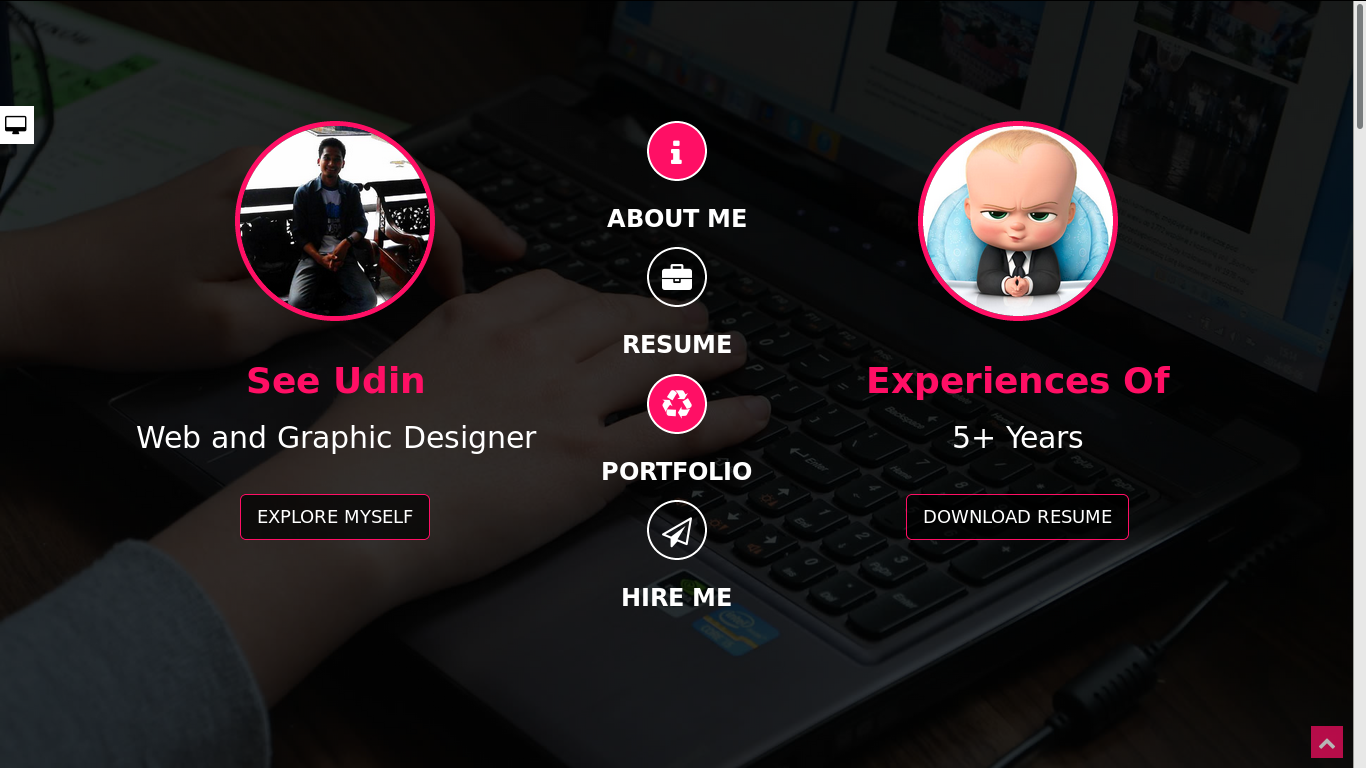 ABOUT ME
RESUME
See Udin
Experiences Of
Web and Graphic Designer
5+ Years
PORTFOLIO
EXPLORE MYSELF
DOWNLOAD RESUME
HIRE ME